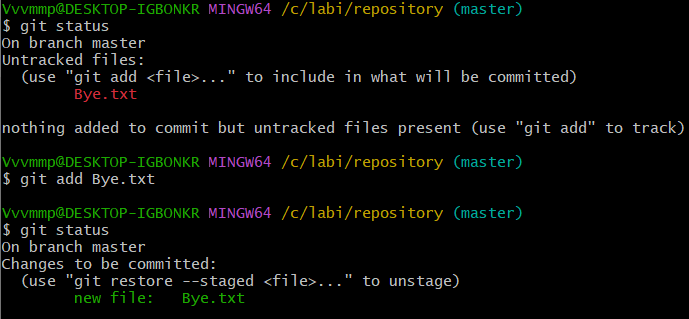 Vvvmmp@DESKTOP-IGBONKR MINGW64 /c/labi/repository (master)
$ git status
On branch master
Untracked files:
  (use "git add <file>..." to include in what will be committed)
        Bye.txt

nothing added to commit but untracked files present (use "git add" to track)

Vvvmmp@DESKTOP-IGBONKR MINGW64 /c/labi/repository (master)
$ git add Bye.txt

Vvvmmp@DESKTOP-IGBONKR MINGW64 /c/labi/repository (master)
$ git status
On branch master
Changes to be committed:
  (use "git restore --staged <file>..." to unstage)
        new file:   Bye.txt